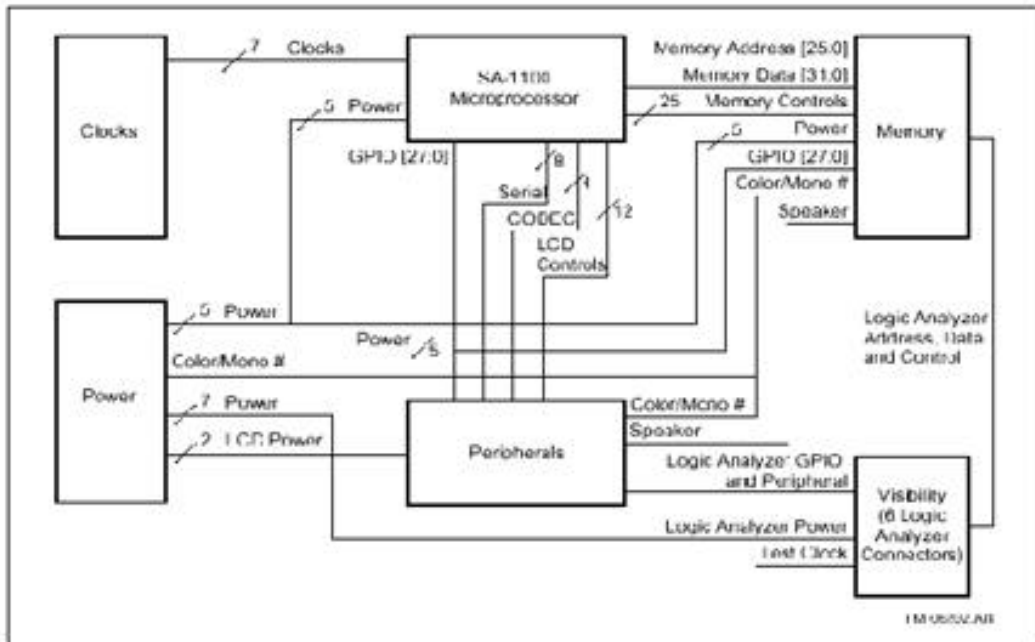 7 Clocks
Clocks
SA-1100
Microprocessor
Memory Address [25:0]
Memory Data [31:0]
25 Memory Controls
Power
GPIO [27:0]
Color/Mono #
Speaker
Memory
Power
GPIO [27:0]
8
Serial
CODEC
12
LCD
Controls
Power
Power 5
Color/Mono #
7 Power
2 LCD Power
Power
Peripherals
Color/Mono #
Speaker
Logic Analyzer GPIO
and Peripheral
Logic Analyzer Power
Test Clock
Logic Analyzer
Address, Data
and Control
Visibility
(6 Logic
Analyzer
Connectors)